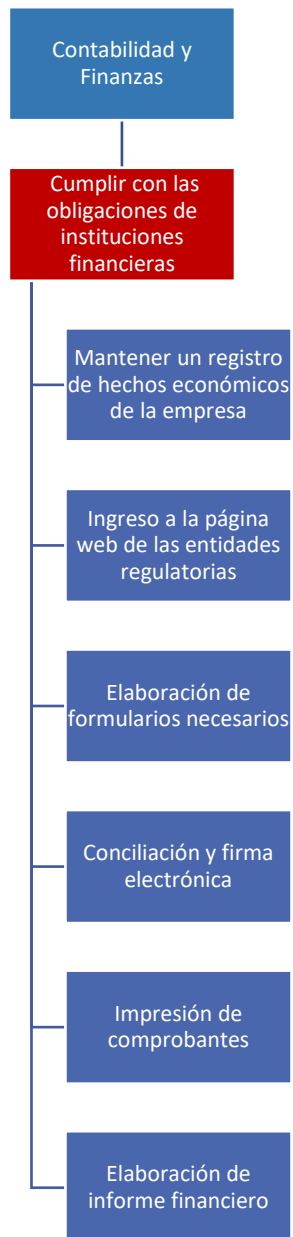 Contabilidad y
Finanzas
Cumplir con las
obligaciones de
instituciones
financieras
Mantener un registro
de hechos económicos
de la empresa
Ingreso a la página
web de las entidades
regulatorias
Elaboración de
formularios necesarios
Conciliación y firma
electrónica
Impresión de
comprobantes
Elaboración de
informe financiero